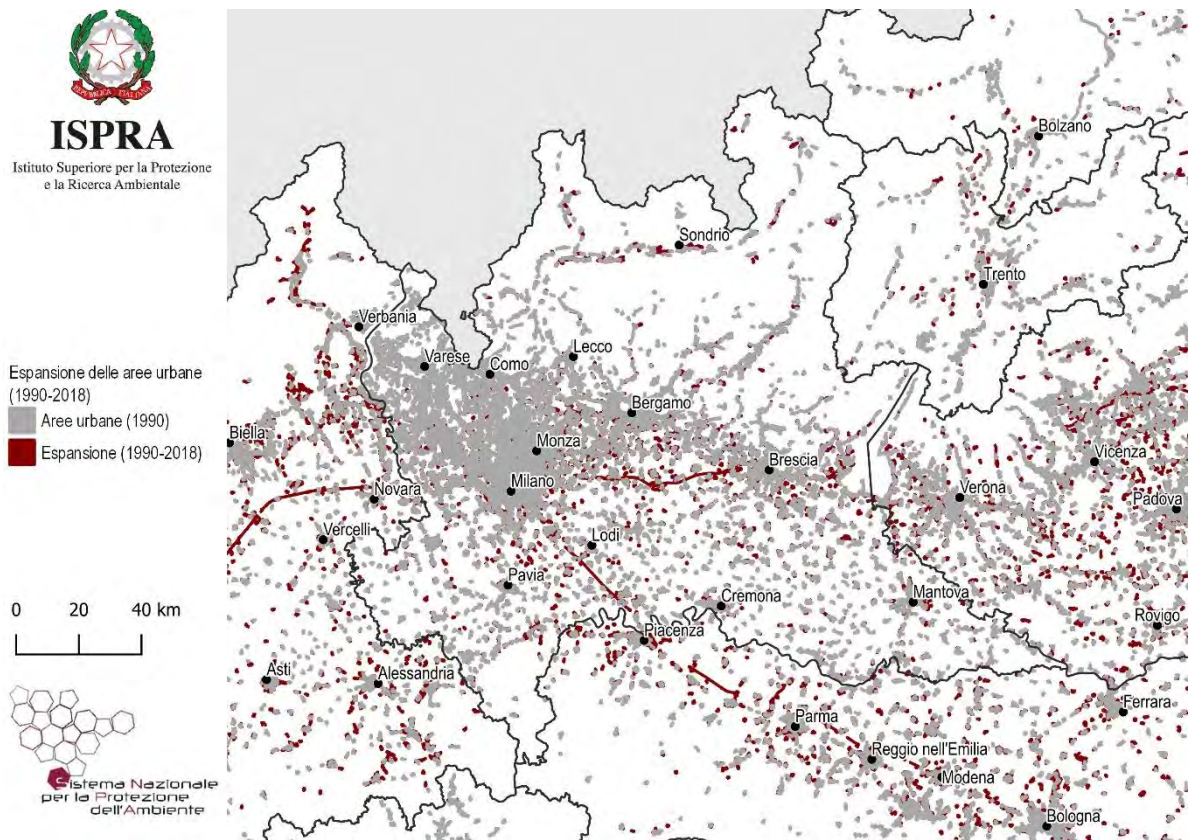 REPVBBLICA ITALIANA
ISPRA
Istituto Superiore per la Protezione
e la Ricerca Ambientale
Espansione delle aree urbane
(1990-2018)
Aree urbane (1990)
Espansione (1990-2018)
0 20 40 km
Sistema Nazionale
per la Protezione
dell'Ambiente
Bolzano
Sondrio
Trento
Verbania
Lecco
Varese
Como
Bergamo
Biella
Monza
Vicenza
Brescia
Milano
Novara
Verona
Padova
Vercelli
Lodi
Pavia
Cremona
Mantova
Rovigo
Piacenza
Asti
Alessandria
Ferrara
Parma
Reggio nell'Emilia
Modena
Bologna